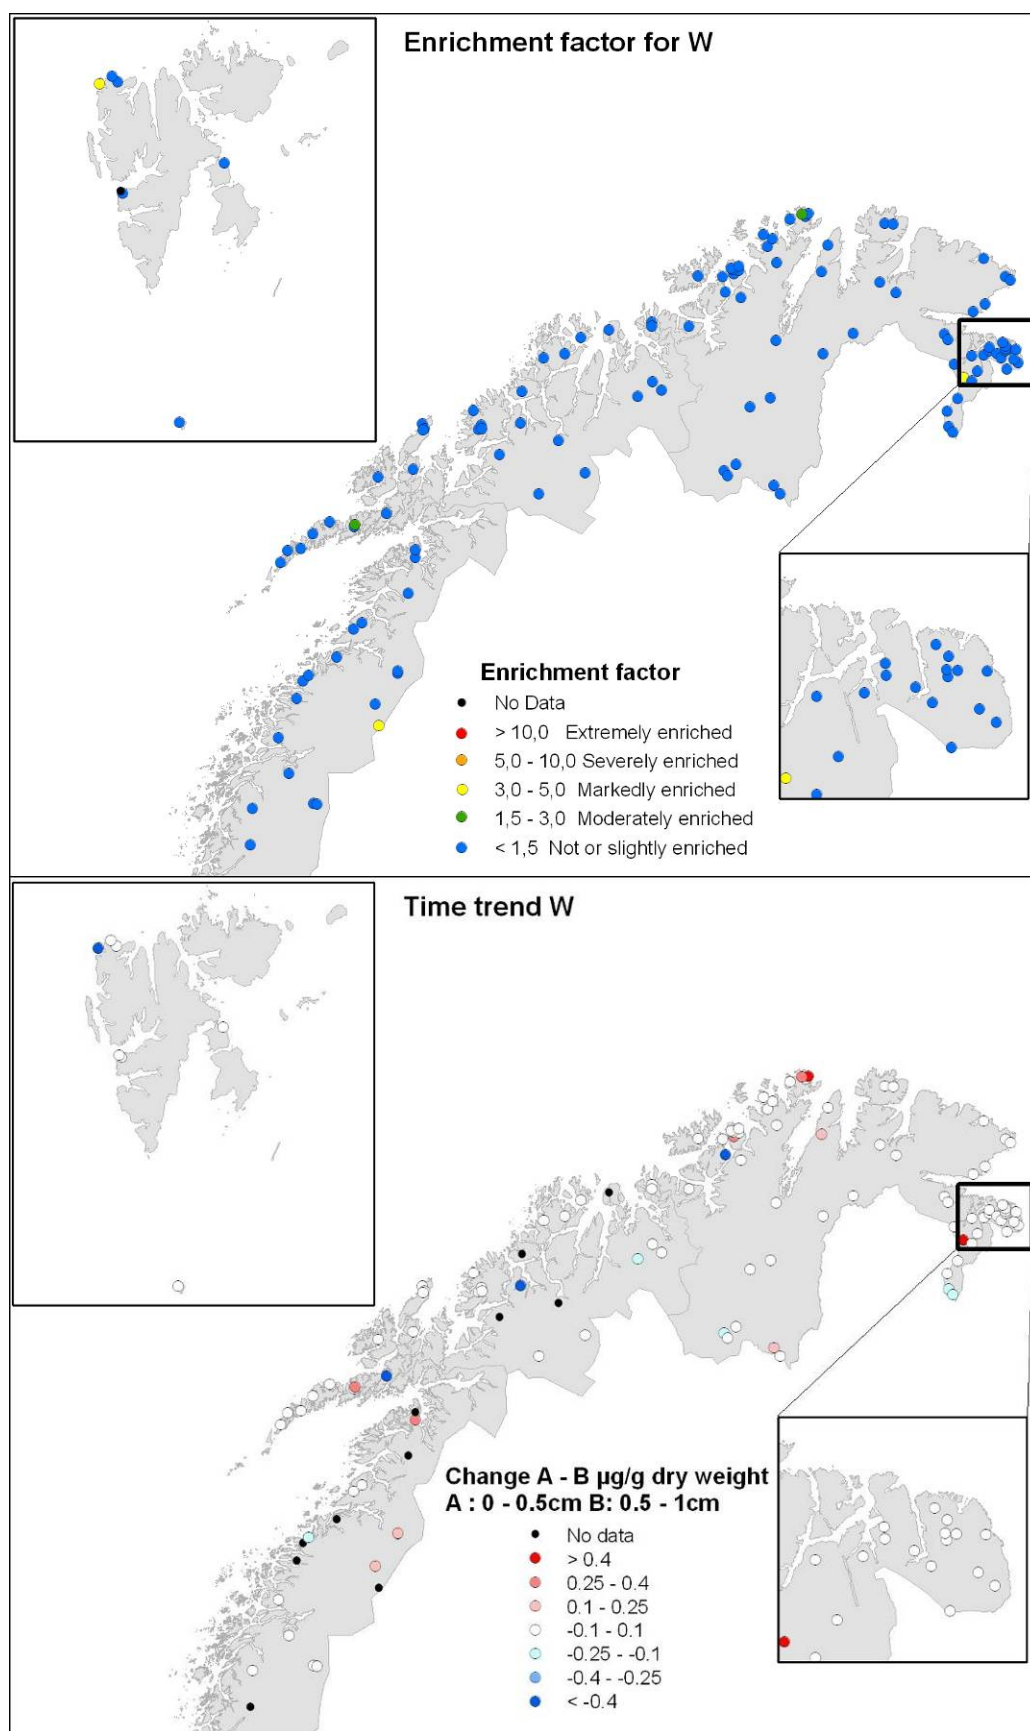 Enrichment factor for W
Enrichment factor
No Data
> 10,0 Extremely enriched
5,0 - 10,0 Severely enriched
3,0 - 5,0 Markedly enriched
1,5 - 3,0 Moderately enriched
< 1,5 Not or slightly enriched
Time trend W
Change A - B µg/g dry weight
A : 0 - 0.5cm B: 0.5 - 1cm
No data
> 0.4
0.25 - 0.4
0.1 - 0.25
-0.1 - 0.1
-0.25 - -0.1
-0.4 - -0.25
< -0.4